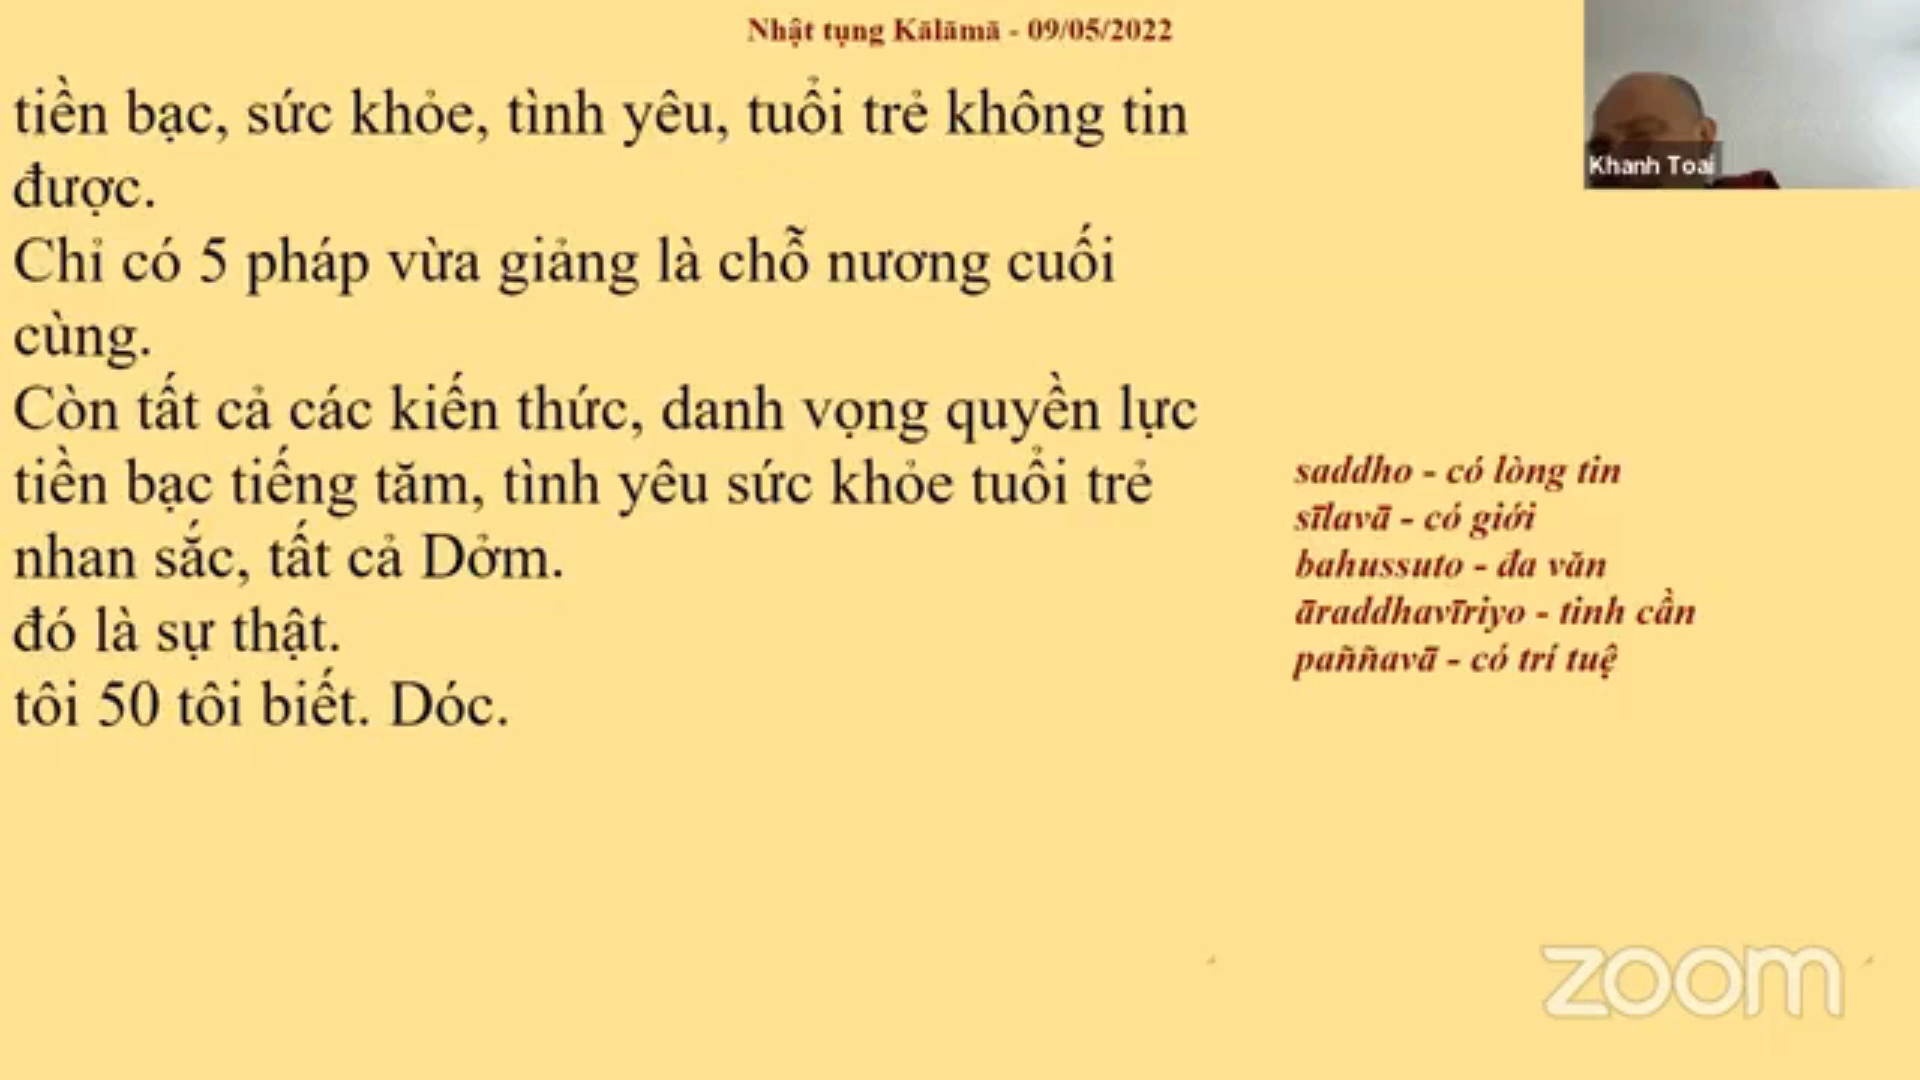 Nhật tụng Kālāmā - 09/05/2022
tiền bạc, sức khỏe, tình yêu, tuổi trẻ không tin
được.
Chỉ có 5 pháp vừa giảng là chỗ nương cuối
cùng.
Còn tất cả các kiến thức, danh vọng quyền lực
tiền bạc tiếng tăm, tình yêu sức khỏe tuổi trẻ
nhan sắc, tất cả Dởm.
đó là sự thật.
tôi 50 tôi biết. Dóc.
Khanh Toai
saddho - có lòng tin
sīlavā - có giới
bahussuto - đa văn
āraddhavīriyo - tinh cần
paññavā - có trí tuệ
zoom